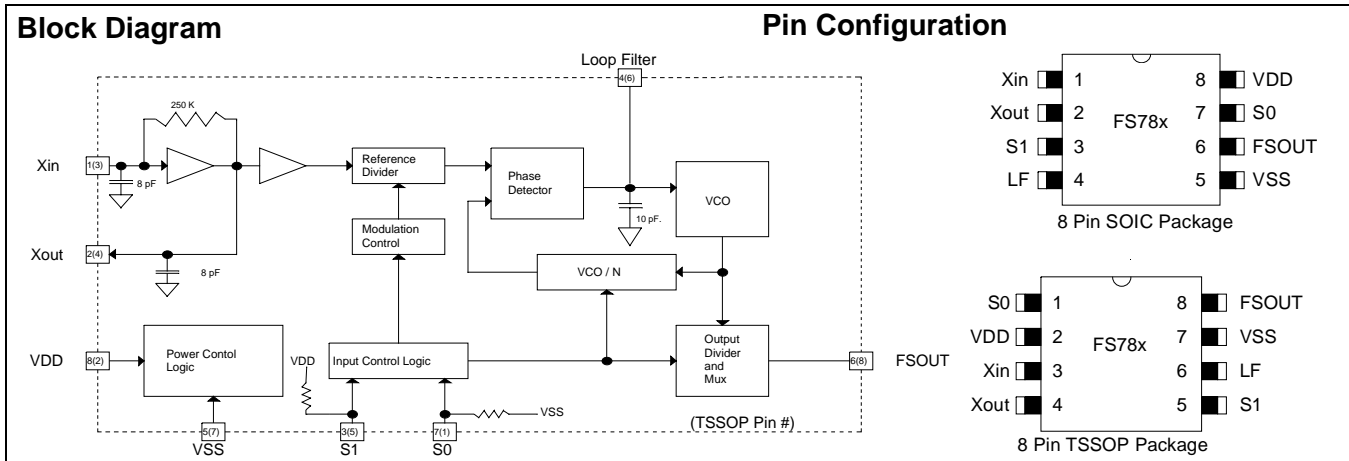 Block Diagram
Pin Configuration
Loop Filter
4(6)
250 K
Xin
1(3)
8 pF
Reference
Divider
Phase
Detector
VCO
10 pF.
Modulation
Control
Xout
2(4)
8 pF
VCO / N
VDD
8(2)
Power Contol
Logic
VDD
Input Control Logic
Output
Divider
and
Mux
6(8)
FSOUT
VSS
(TSSOP Pin #)
5(7)
3(5)
7(1)
VSS
S1
S0
Xin
1
8
VDD
Xout
2
FS78x
7
S0
S1
3
6
FSOUT
LF
4
5
VSS
8 Pin SOIC Package
S0
1
8
FSOUT
VDD
2
FS78x
7
VSS
Xin
3
6
LF
Xout
4
5
S1
8 Pin TSSOP Package